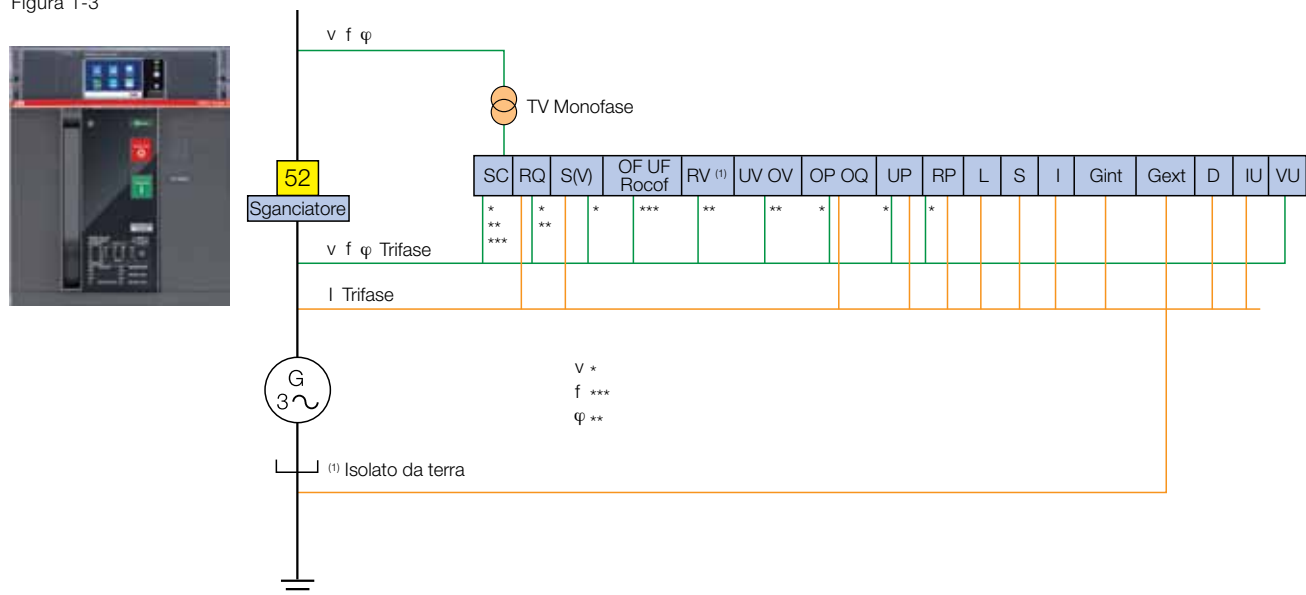 Figura 1-3
v f φ
TV Monofase
52
Sganciatore
SC RQ S(V) OF UF Rocof RV (1) UV OV OP OQ UP RP L S I Gint Gext D IU VU
* * * *** ** ** * * *
** **
***
v f φ Trifase
I Trifase
G
3
v *
f ***
φ **
(1) Isolato da terra